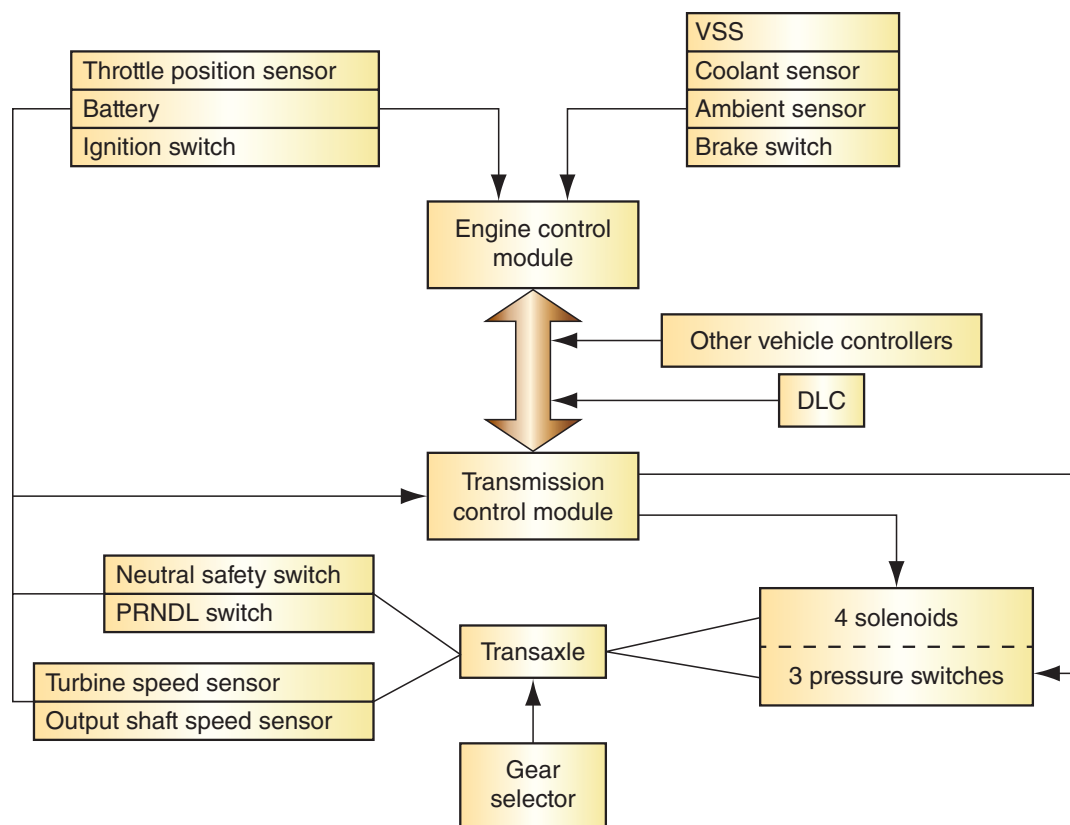 Throttle position sensor
Battery
Ignition switch
VSS
Coolant sensor
Ambient sensor
Brake switch
Engine control
module
Other vehicle controllers
DLC
Transmission
control module
Neutral safety switch
PRNDL switch
Turbine speed sensor
Output shaft speed sensor
Transaxle
4 solenoids
3 pressure switches
Gear
selector